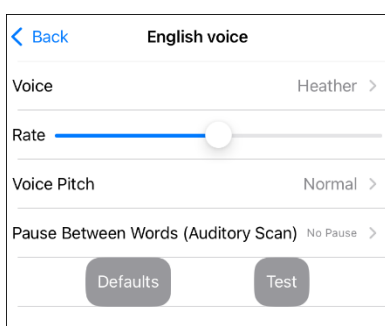 Back English voice
Voice Heather
Rate
Voice Pitch Normal
Pause Between Words (Auditory Scan) No Pause
Defaults Test